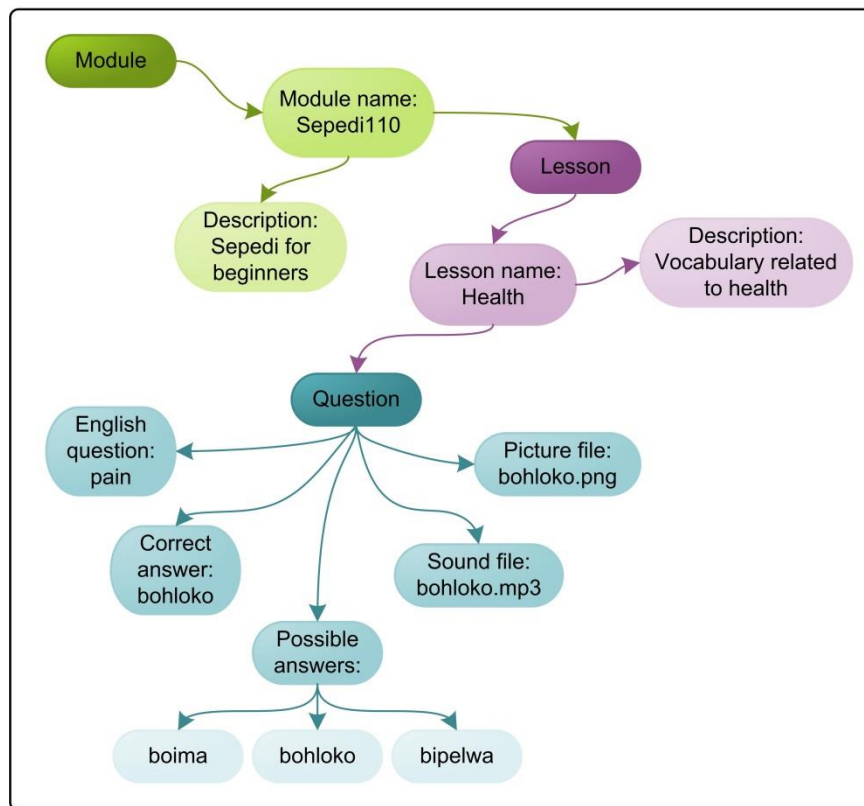 Module
Module name:
Sepedi110
Lesson
Description:
Sepedi for
beginners
Lesson name:
Health
Description:
Vocabulary related
to health
Question
English
question:
pain
Picture file:
bohloko.png
Correct
answer:
bohloko
Sound file:
bohloko.mp3
Possible
answers:
boima
bohloko
bipelwa